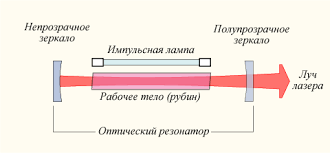 Непрозрачное
зеркало
Полупрозрачное
зеркало
Импульсная лампа
Луч
лазера
Рабочее тело (рубин)
Оптический резонатор